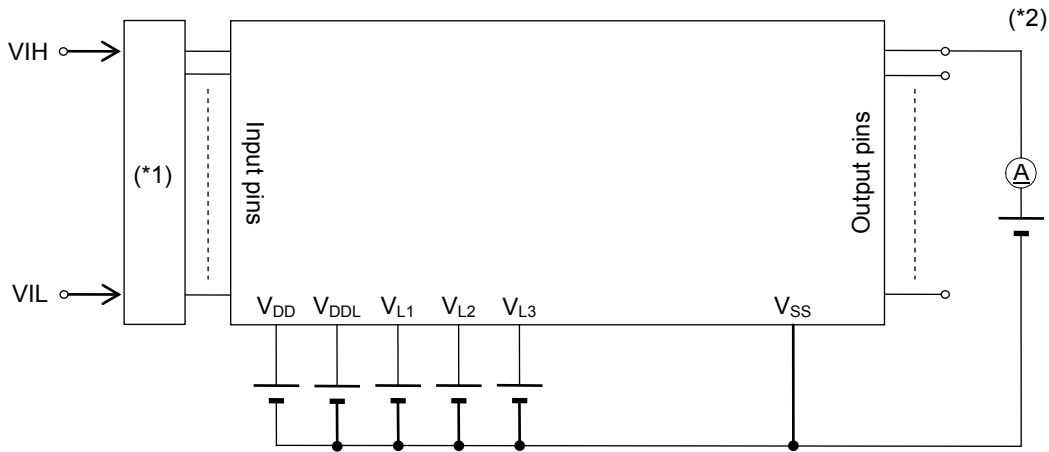 (*2)
VIH
(*1)
VIL
Input pins
Output pins
A
VDD
VDDL
VL1
VL2
VL3
VSS